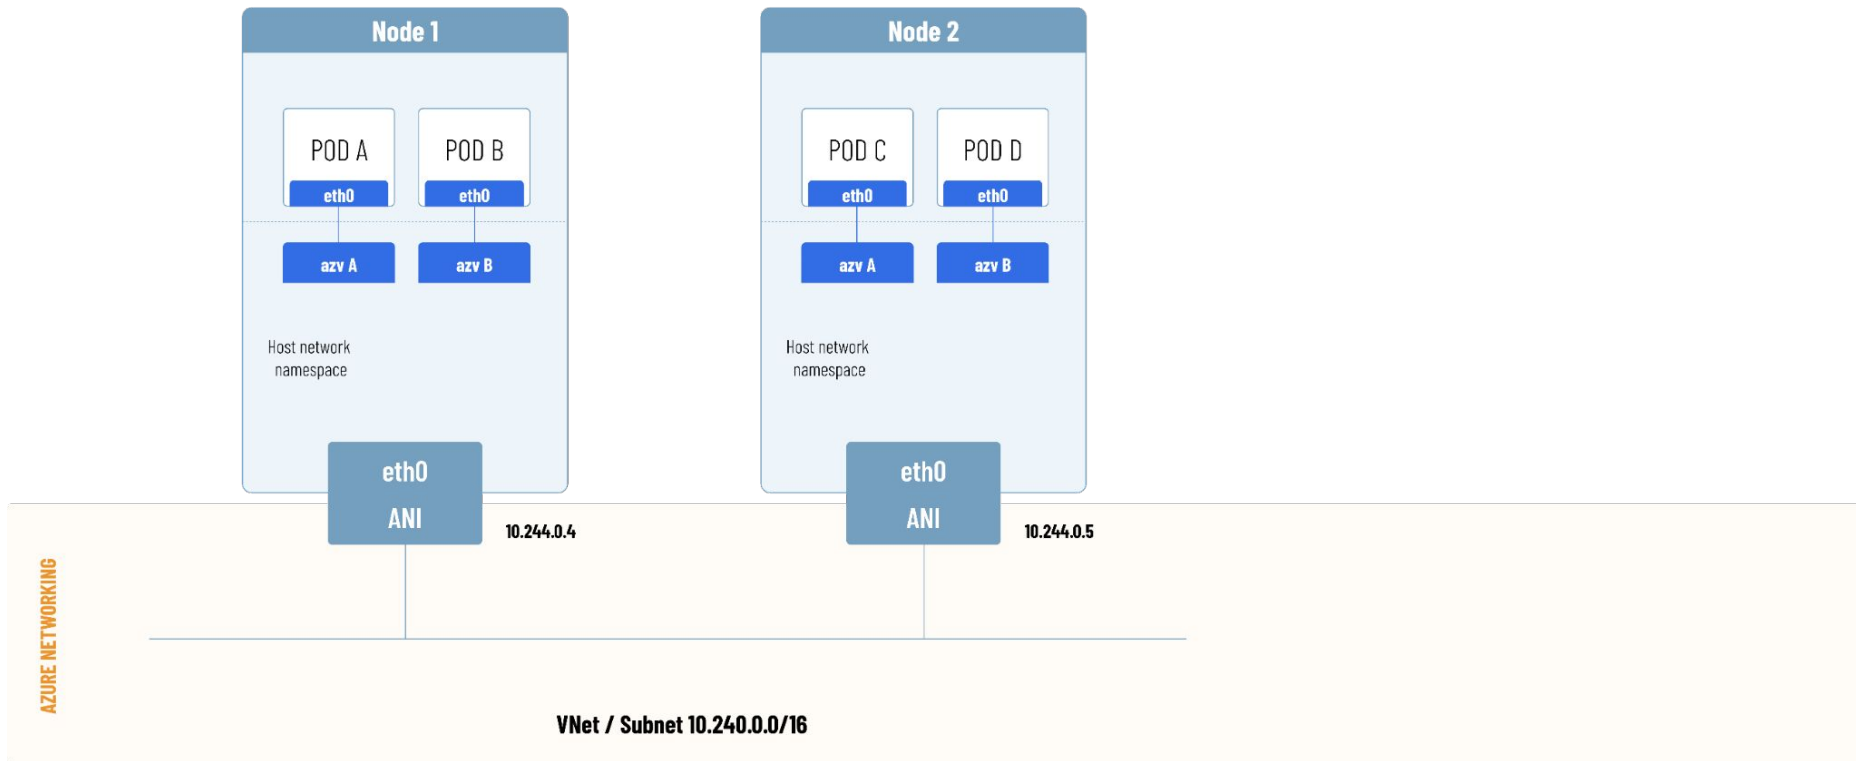 Node 1
POD A
POD B
eth0
eth0
azv A
azv B
Host network
namespace
eth0
ANI
10.244.0.4
Node 2
POD C
POD D
eth0
eth0
azv A
azv B
Host network
namespace
eth0
ANI
10.244.0.5
AZURE NETWORKING
VNet / Subnet 10.240.0.0/16